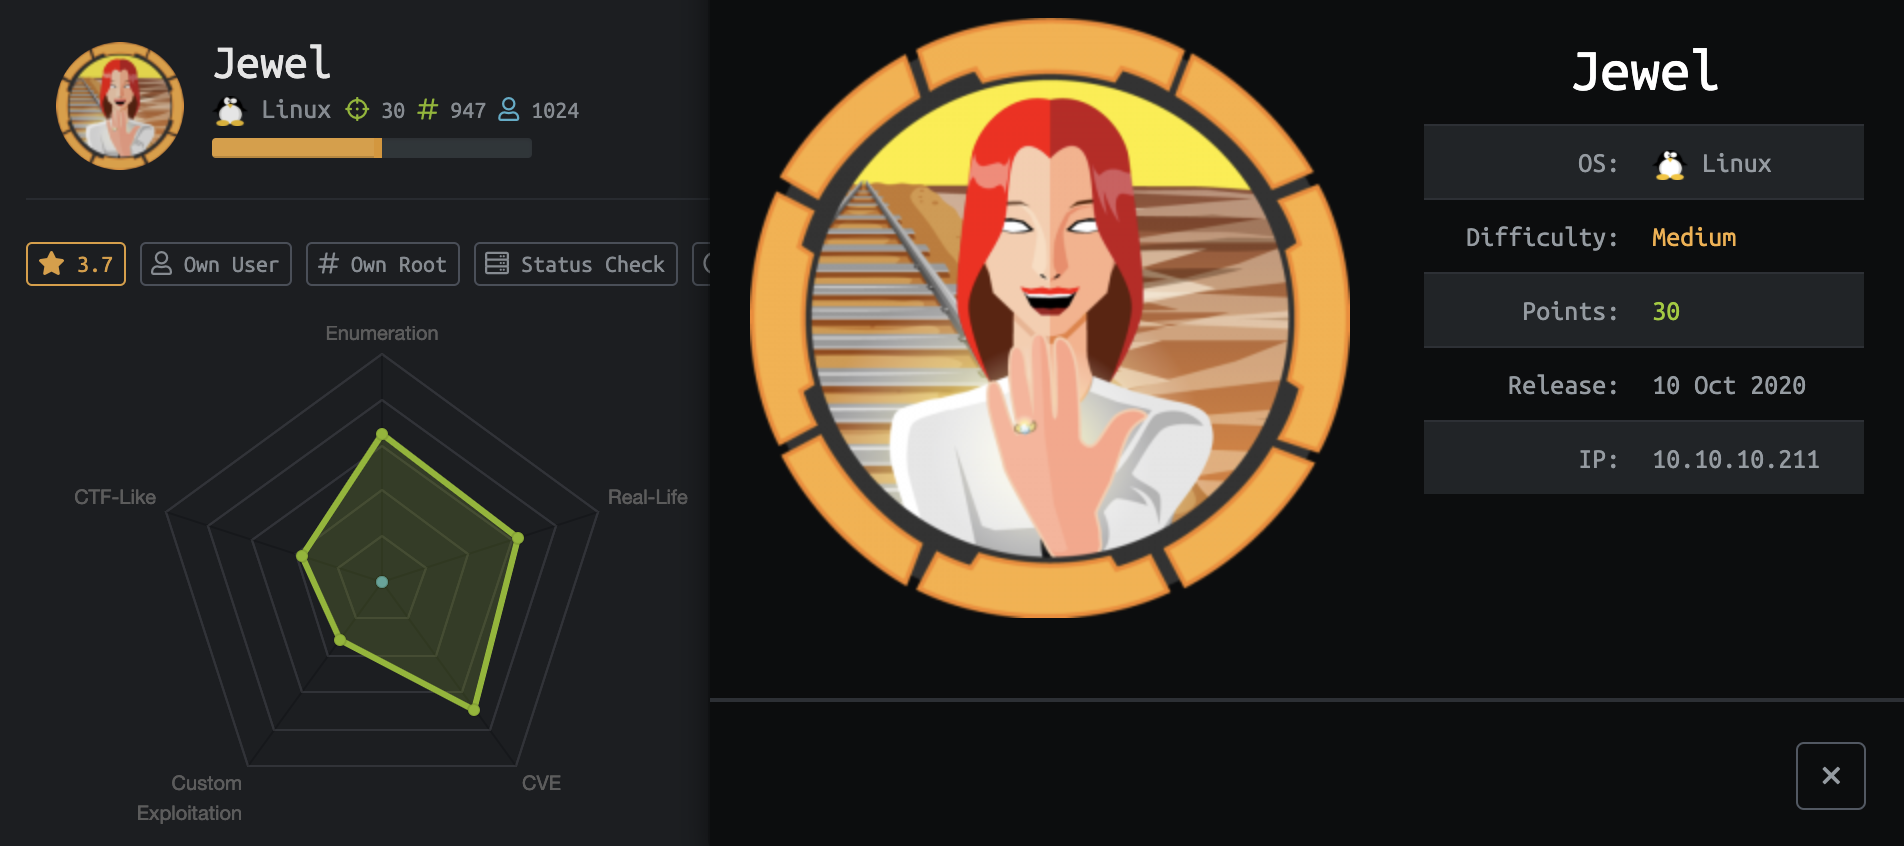 Jewel
Linux 30 # 947 1024
3.7 Own User # Own Root Status Check
Enumeration
CTF-Like
Real-Life
Custom
Exploitation
CVE
Jewel
OS: Linux
Difficulty: Medium
Points: 30
Release: 10 Oct 2020
IP: 10.10.10.211